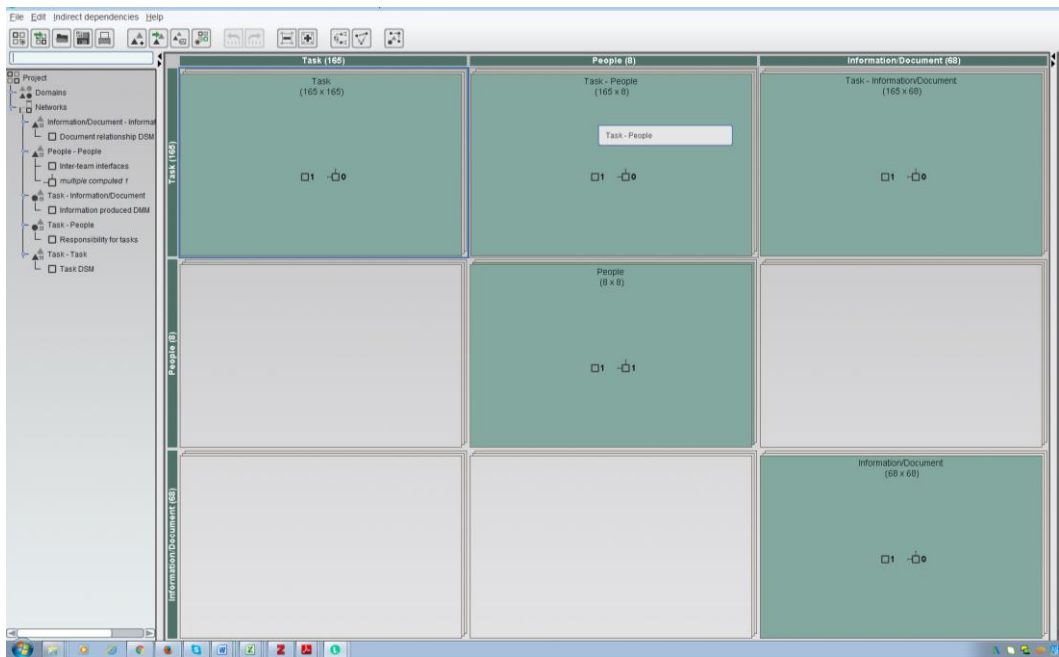 File Edit Indirect dependencies Help
Task (165) People (8) Information/Document (68)
Project
Domains
Networks
Information/Document - Informat
Document relationship DSM
People - People
Inter-team interfaces
multiple computed 1
Task - Information/Document
Information produced DMM
Task - People
Responsibility for tasks
Task - Task
Task DSM
Task (165)
Task
(165 x 165)
1 0
Task - People
(165 x 8)
Task - People
1 0
Task - Information/Document
(165 x 68)
1 0
People (8)
People
(8 x 8)
1 1
Information/Document (68)
Information/Document
(68 x 68)
1 0